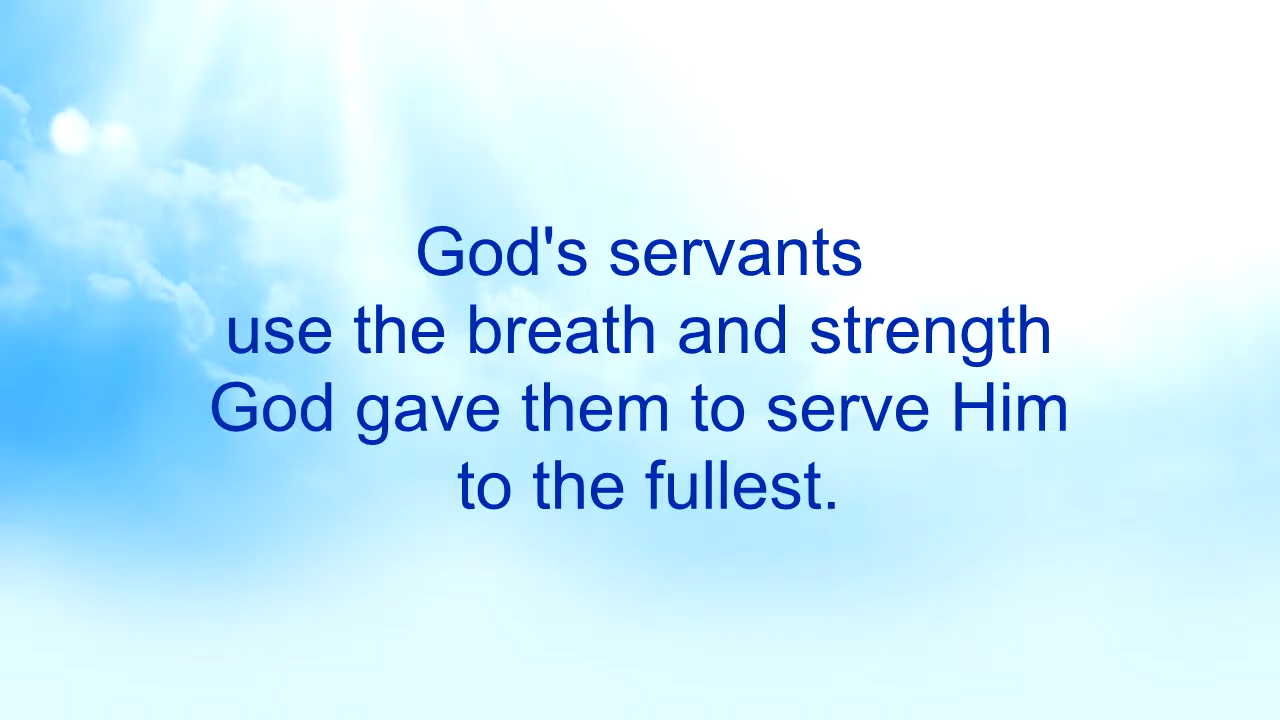 God's servants
use the breath and strength
God gave them to serve Him
to the fullest.